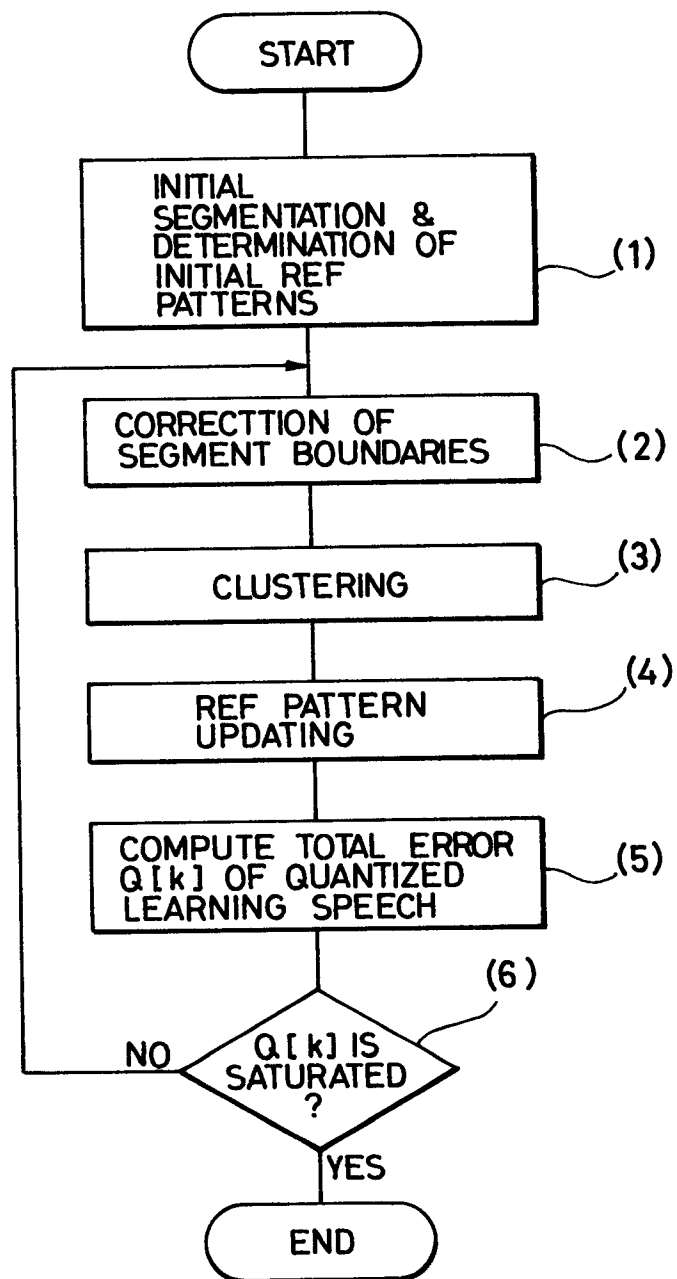 START
INITIAL
SEGMENTATION &
DETERMINATION OF
INITIAL REF
PATTERNS
(1)
CORRECTTION OF
SEGMENT BOUNDARIES
(2)
CLUSTERING
(3)
REF PATTERN
UPDATING
(4)
COMPUTE TOTAL ERROR
Q[k] OF QUANTIZED
LEARNING SPEECH
(5)
(6)
Q[k] IS
SATURATED
?
NO
YES
END